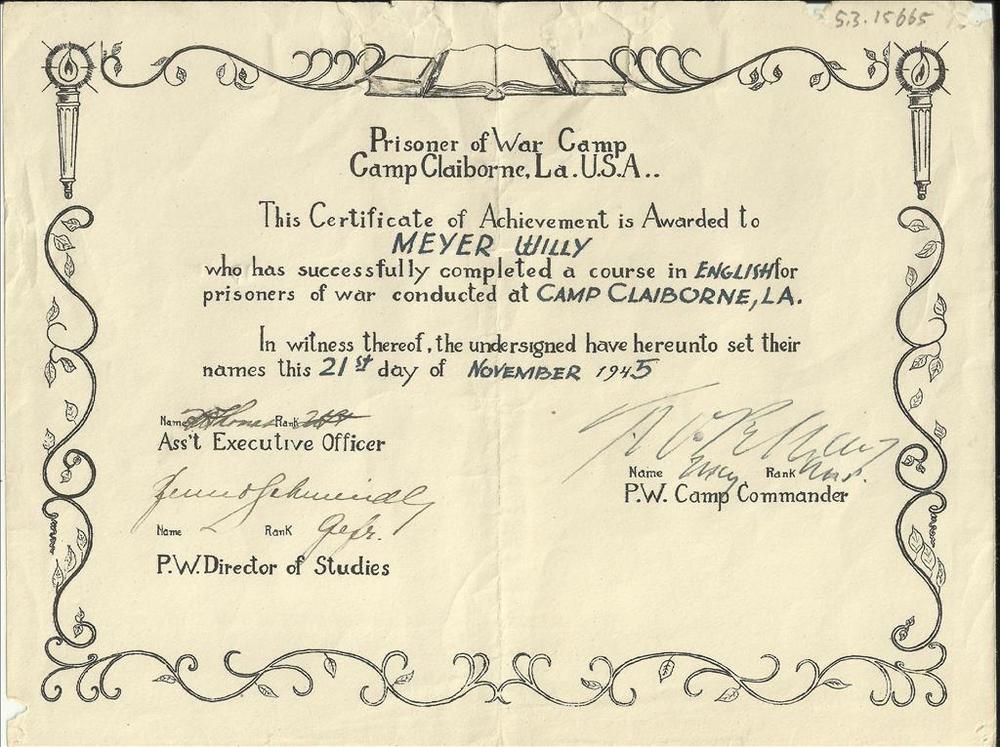 5.3.15665
Prisoner of War Camp
Camp Claiborne, La. U.S.A..
This Certificate of Achievement is Awarded to
MEYER WILLY
who has successfully completed a course in ENGLISH for
prisoners of war conducted at CAMP CLAIBORNE, LA.
In witness thereof, the undersigned have hereunto set their
names this 21st day of NOVEMBER 1945
Name Rank
Ass't Executive Officer
Name Rank
P.W. Camp Commander
Name Rank Gefr.
P.W. Director of Studies